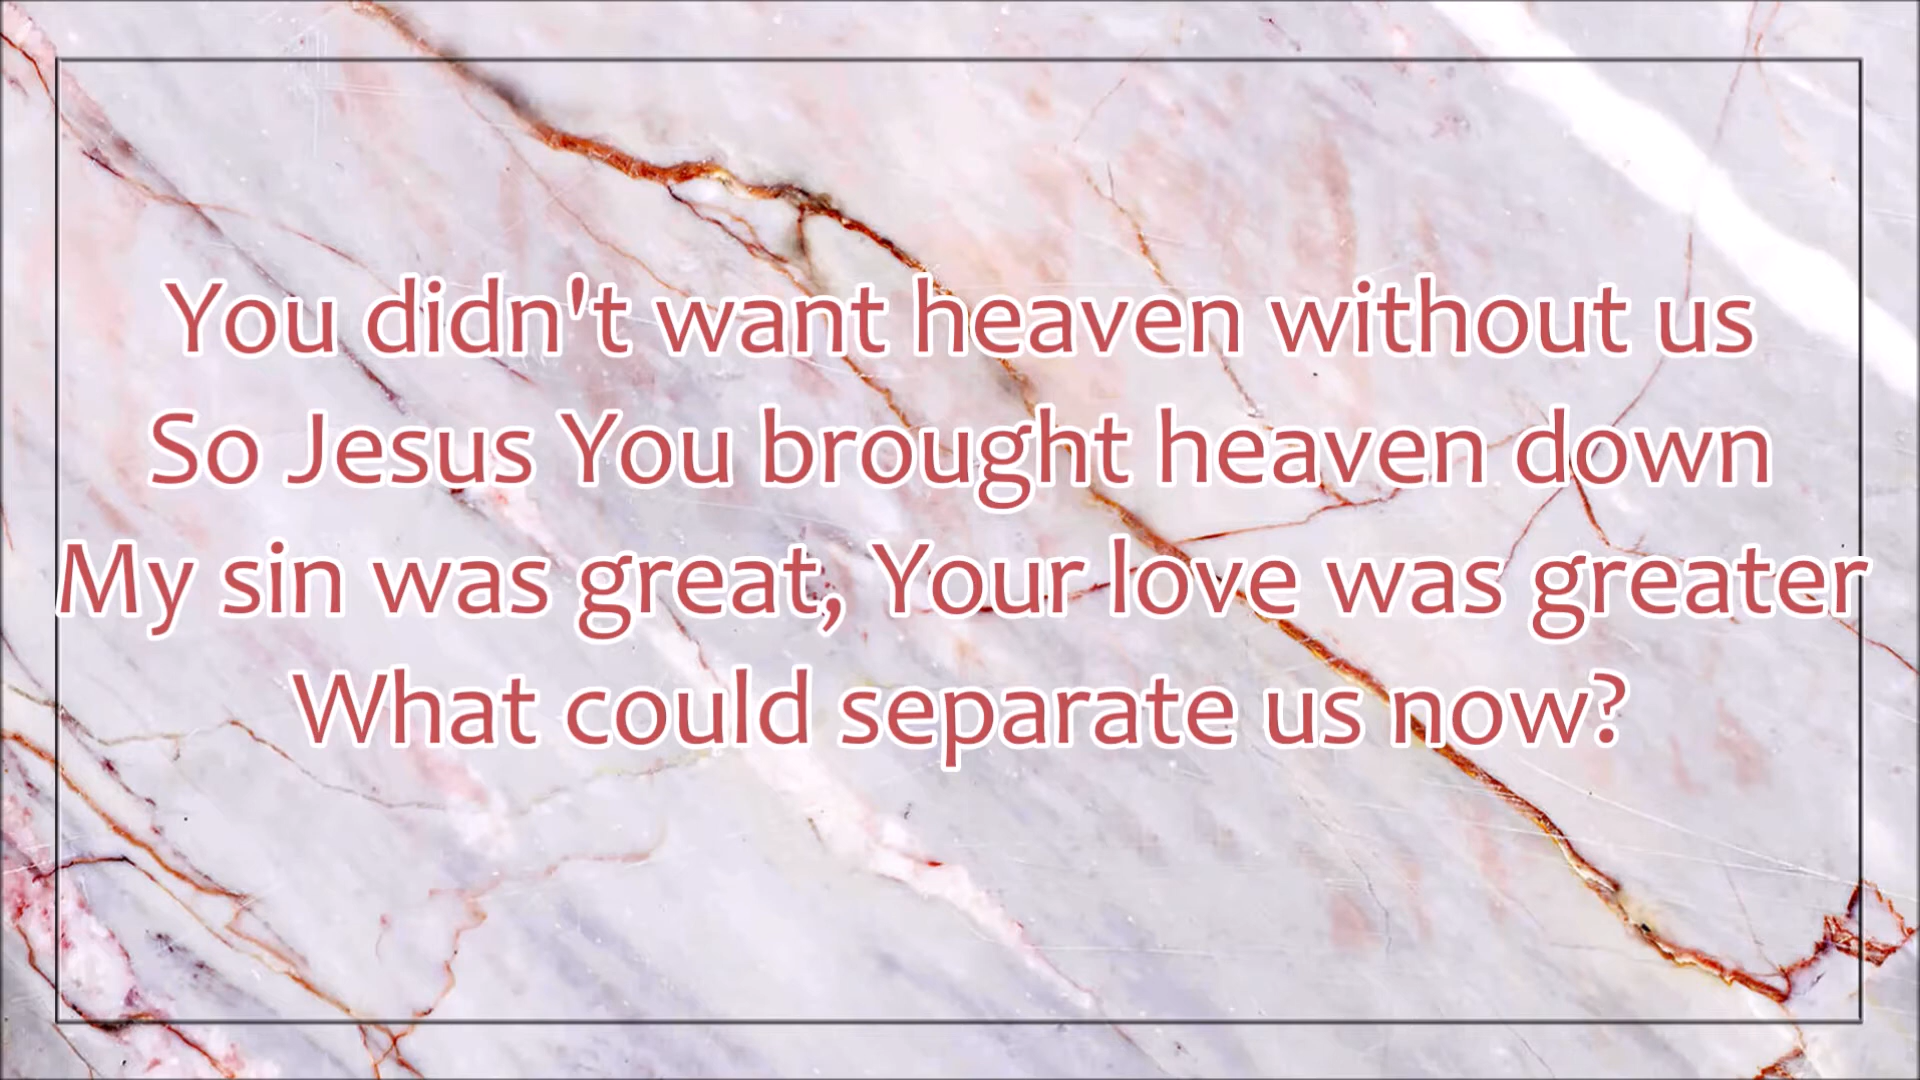 You didn't want heaven without us
So Jesus You brought heaven down
My sin was great, Your love was greater
What could separate us now?